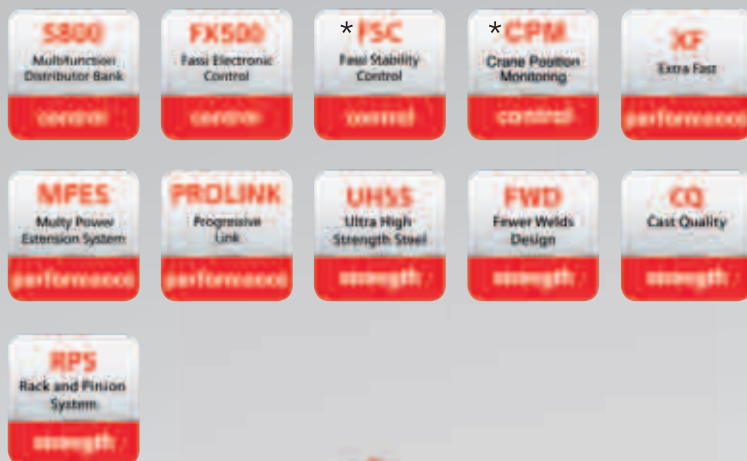 S800
Multifunction
Distributor Bank
control
FX500
Fassi Electronic
Control
control
* FSC
Fassi Stability
Control
control
* CPM
Crane Position
Monitoring
control
XF
Extra Fast
performance
MPES
Multy Power
Extension System
performance
PROLINK
Progressive
Link
performance
UHSS
Ultra High
Strength Steel
strength
FWD
Fewer Welds
Design
strength
CQ
Cast Quality
strength
RPS
Rack and Pinion
System
strength